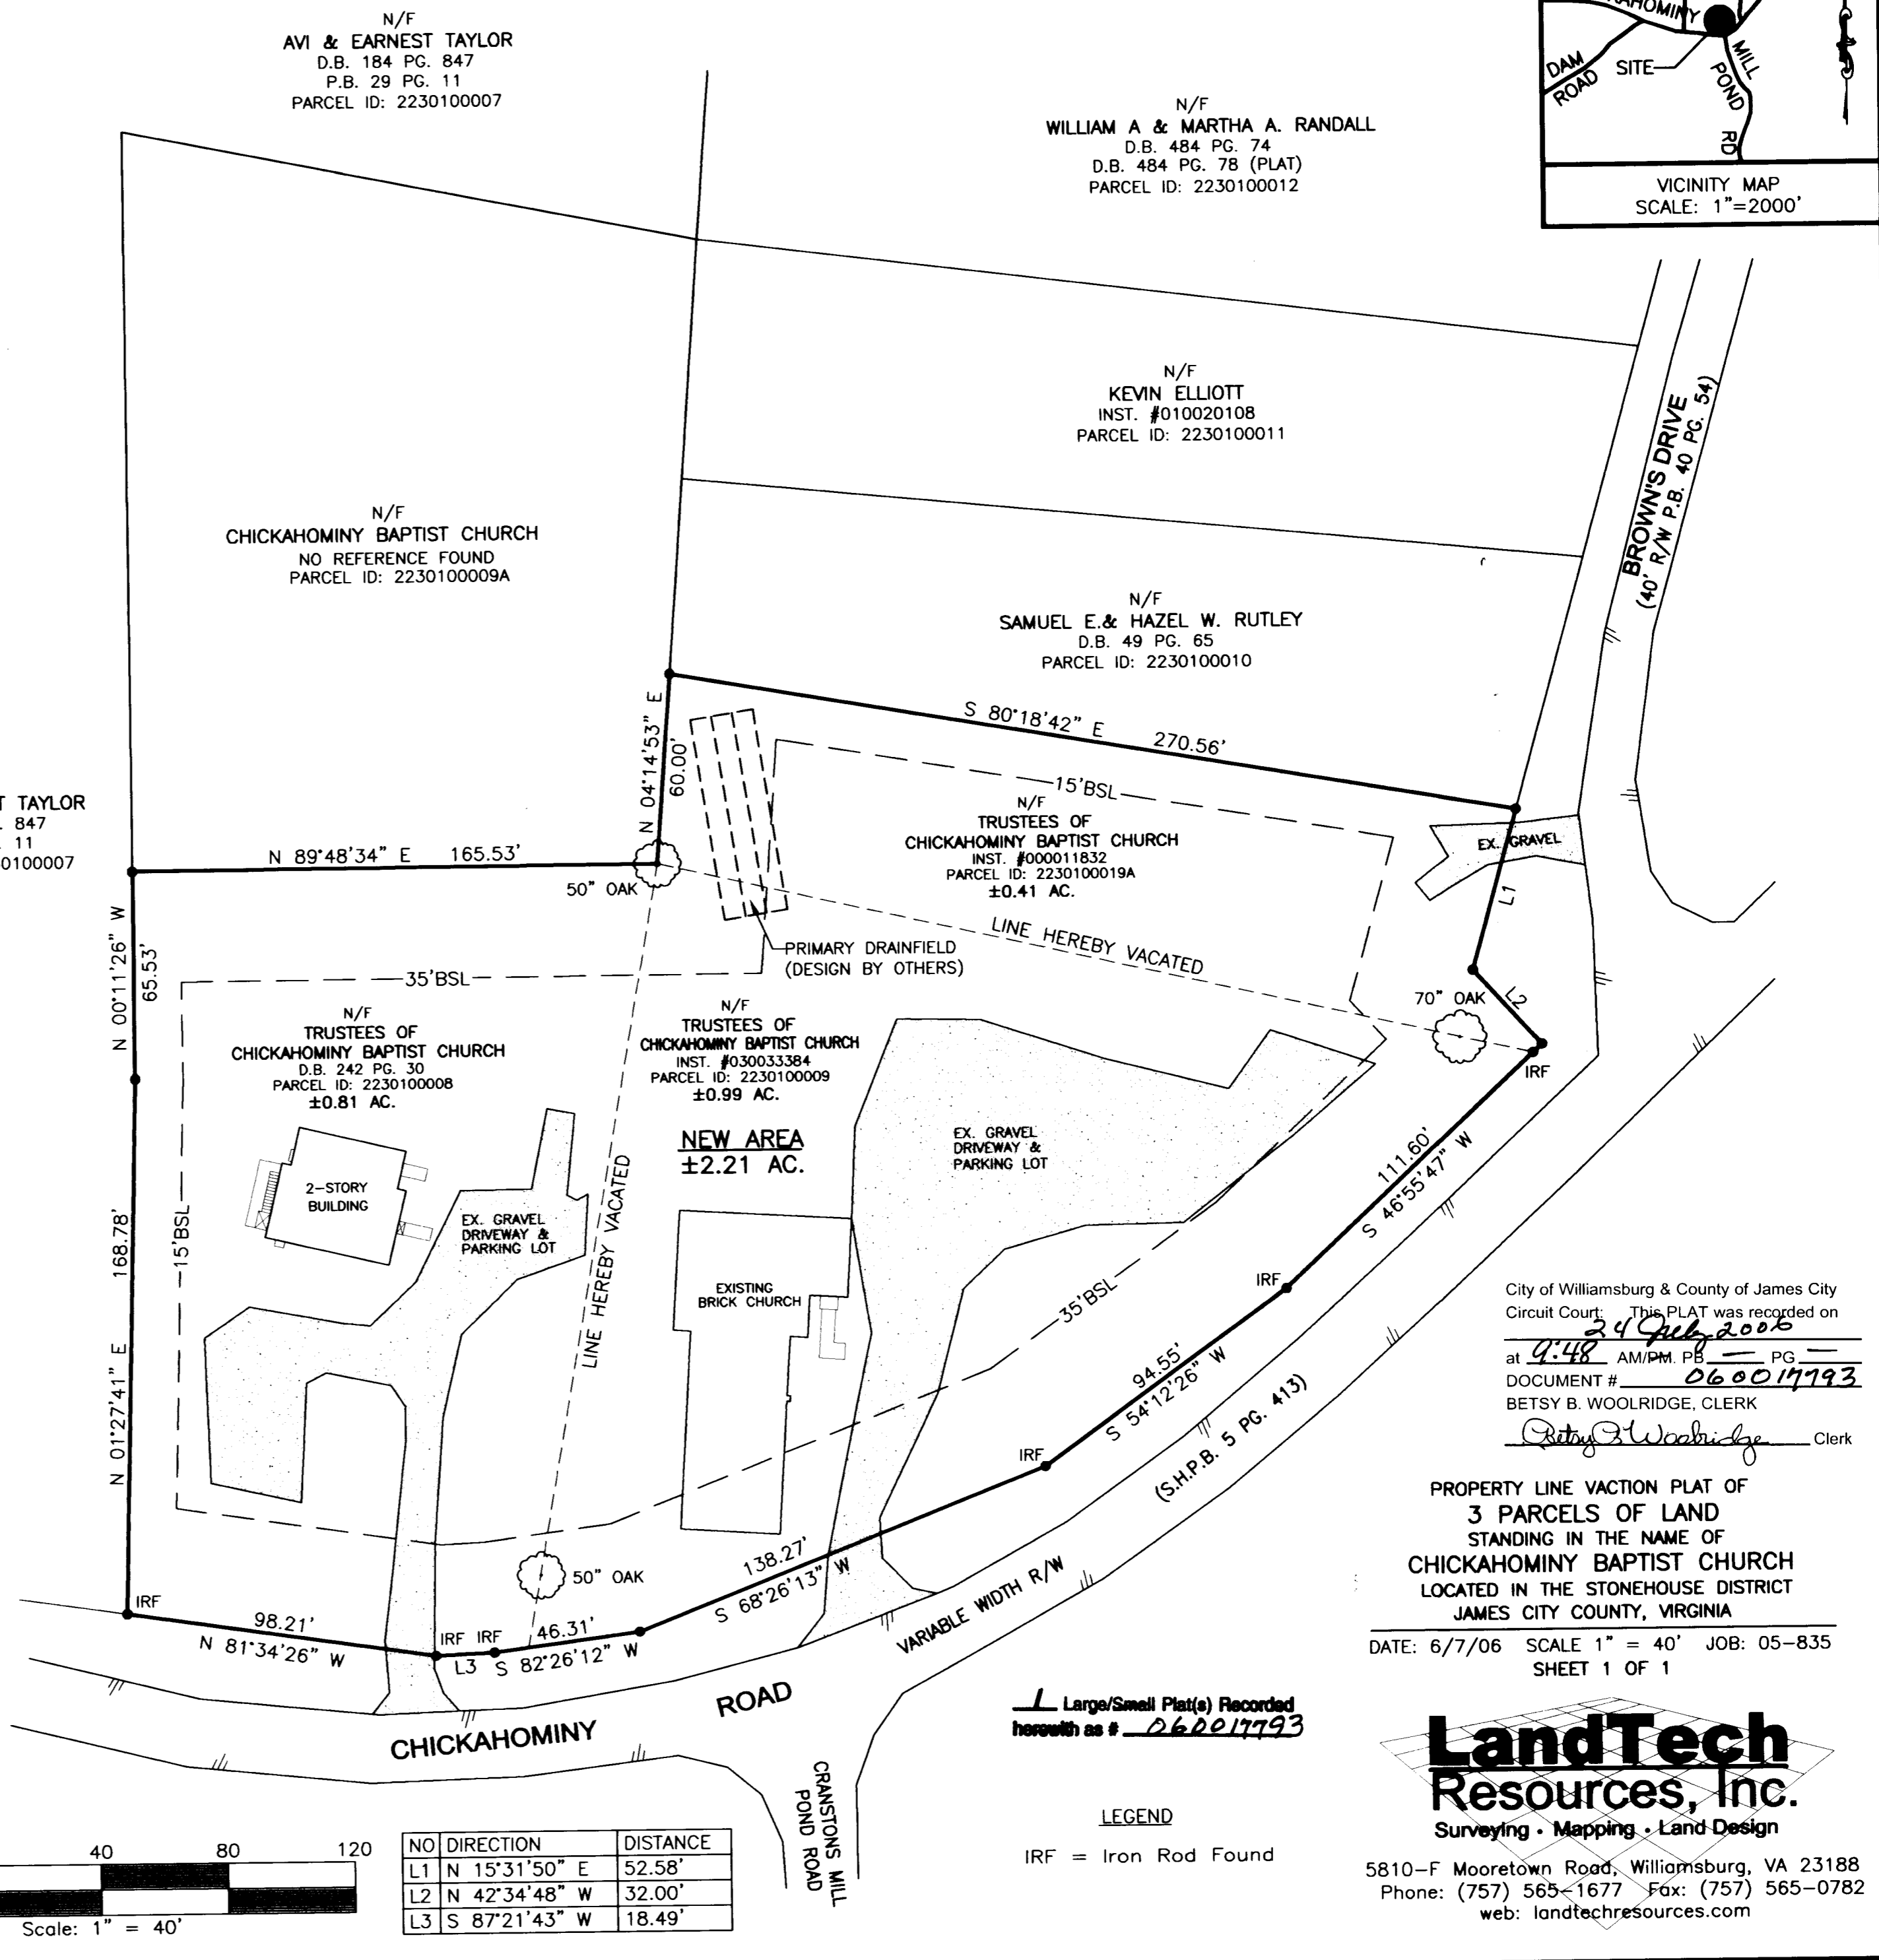 N/F
AVI & EARNEST TAYLOR
D.B. 184 PG. 847
P.B. 29 PG. 11
PARCEL ID: 2230100007
N/F
WILLIAM A & MARTHA A. RANDALL
D.B. 484 PG. 74
D.B. 484 PG. 78 (PLAT)
PARCEL ID: 2230100012
DAM
ROAD
SITE
MILL
POND
RD
VICINITY MAP
SCALE: 1"=2000'
N/F
KEVIN ELLIOTT
INST. #010020108
PARCEL ID: 2230100011
BROWN'S DRIVE
(40' R/W P.B. 40 PG. 54)
N/F
CHICKAHOMINY BAPTIST CHURCH
NO REFERENCE FOUND
PARCEL ID: 2230100009A
N/F
SAMUEL E.& HAZEL W. RUTLEY
D.B. 49 PG. 65
PARCEL ID: 2230100010
S 80°18'42" E 270.56'
N 04°14'53" E
60.00'
15'BSL
N/F
TRUSTEES OF
CHICKAHOMINY BAPTIST CHURCH
INST. #000011832
PARCEL ID: 2230100019A
±0.41 AC.
EX. GRAVEL
L1
T TAYLOR
847
11
0100007
N 89°48'34" E 165.53'
50" OAK
LINE HEREBY VACATED
PRIMARY DRAINFIELD
(DESIGN BY OTHERS)
N 00°11'26" W
65.53'
35'BSL
70" OAK
L2
IRF
N/F
TRUSTEES OF
CHICKAHOMINY BAPTIST CHURCH
D.B. 242 PG. 30
PARCEL ID: 2230100008
±0.81 AC.
N/F
TRUSTEES OF
CHICKAHOMINY BAPTIST CHURCH
INST. #030033384
PARCEL ID: 2230100009
±0.99 AC.
NEW AREA
±2.21 AC.
EX. GRAVEL
DRIVEWAY &
PARKING LOT
111.60'
S 46°55'47" W
2-STORY
BUILDING
15'BSL
EX. GRAVEL
DRIVEWAY &
PARKING LOT
LINE HEREBY VACATED
EXISTING
BRICK CHURCH
35'BSL
IRF
N 01°27'41" E 168.78'
94.55'
S 54°12'26" W
(S.H.P.B. 5 PG. 413)
IRF
City of Williamsburg & County of James City
Circuit Court: This PLAT was recorded on
24 July 2006
at 9:48 AM/PM. PB — PG —
DOCUMENT # 060017793
BETSY B. WOOLRIDGE, CLERK
Betsy B Woolridge Clerk
PROPERTY LINE VACTION PLAT OF
3 PARCELS OF LAND
STANDING IN THE NAME OF
CHICKAHOMINY BAPTIST CHURCH
LOCATED IN THE STONEHOUSE DISTRICT
JAMES CITY COUNTY, VIRGINIA
DATE: 6/7/06 SCALE 1" = 40' JOB: 05-835
SHEET 1 OF 1
50" OAK
138.27'
S 68°26'13" W
VARIABLE WIDTH R/W
IRF
98.21'
N 81°34'26" W
IRF IRF
46.31'
L3 S 82°26'12" W
CHICKAHOMINY ROAD
CRANSTONS MILL
POND ROAD
1 Large/Small Plat(s) Recorded
herewith as # 060017793
LEGEND
IRF = Iron Rod Found
LandTech
Resources, Inc.
Surveying • Mapping • Land Design
5810-F Mooretown Road, Williamsburg, VA 23188
Phone: (757) 565-1677 Fax: (757) 565-0782
web: landtechresources.com
40 80 120
Scale: 1" = 40'
NO DIRECTION DISTANCE
L1 N 15°31'50" E 52.58'
L2 N 42°34'48" W 32.00'
L3 S 87°21'43" W 18.49'